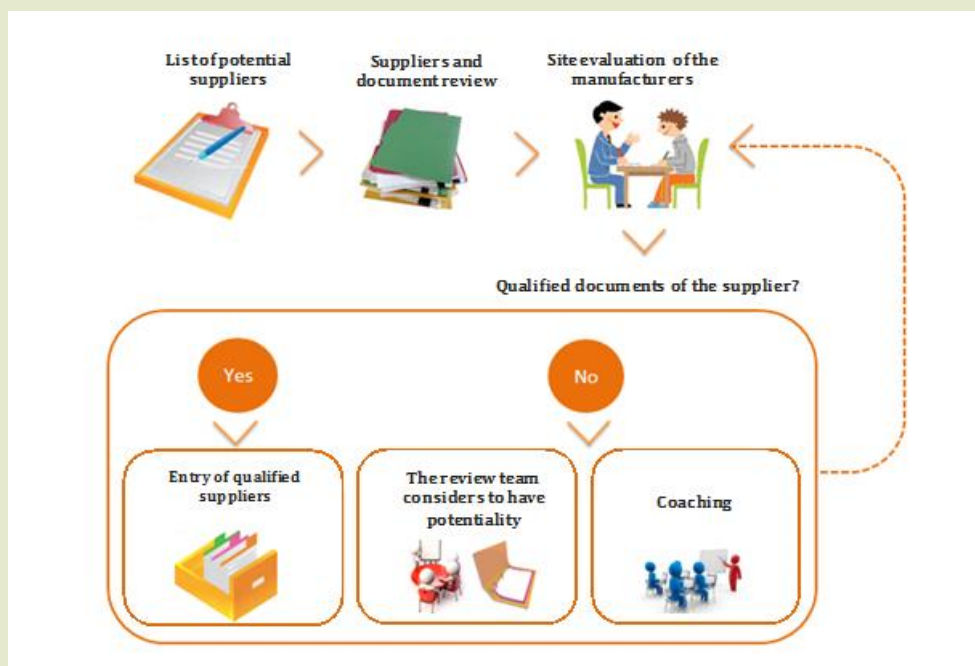 List of potential
suppliers
Suppliers and
document review
Site evaluation of the
manufacturers
Qualified documents of the supplier?
Yes
No
Entry of qualified
suppliers
The review team
considers to have
potentiality
Coaching